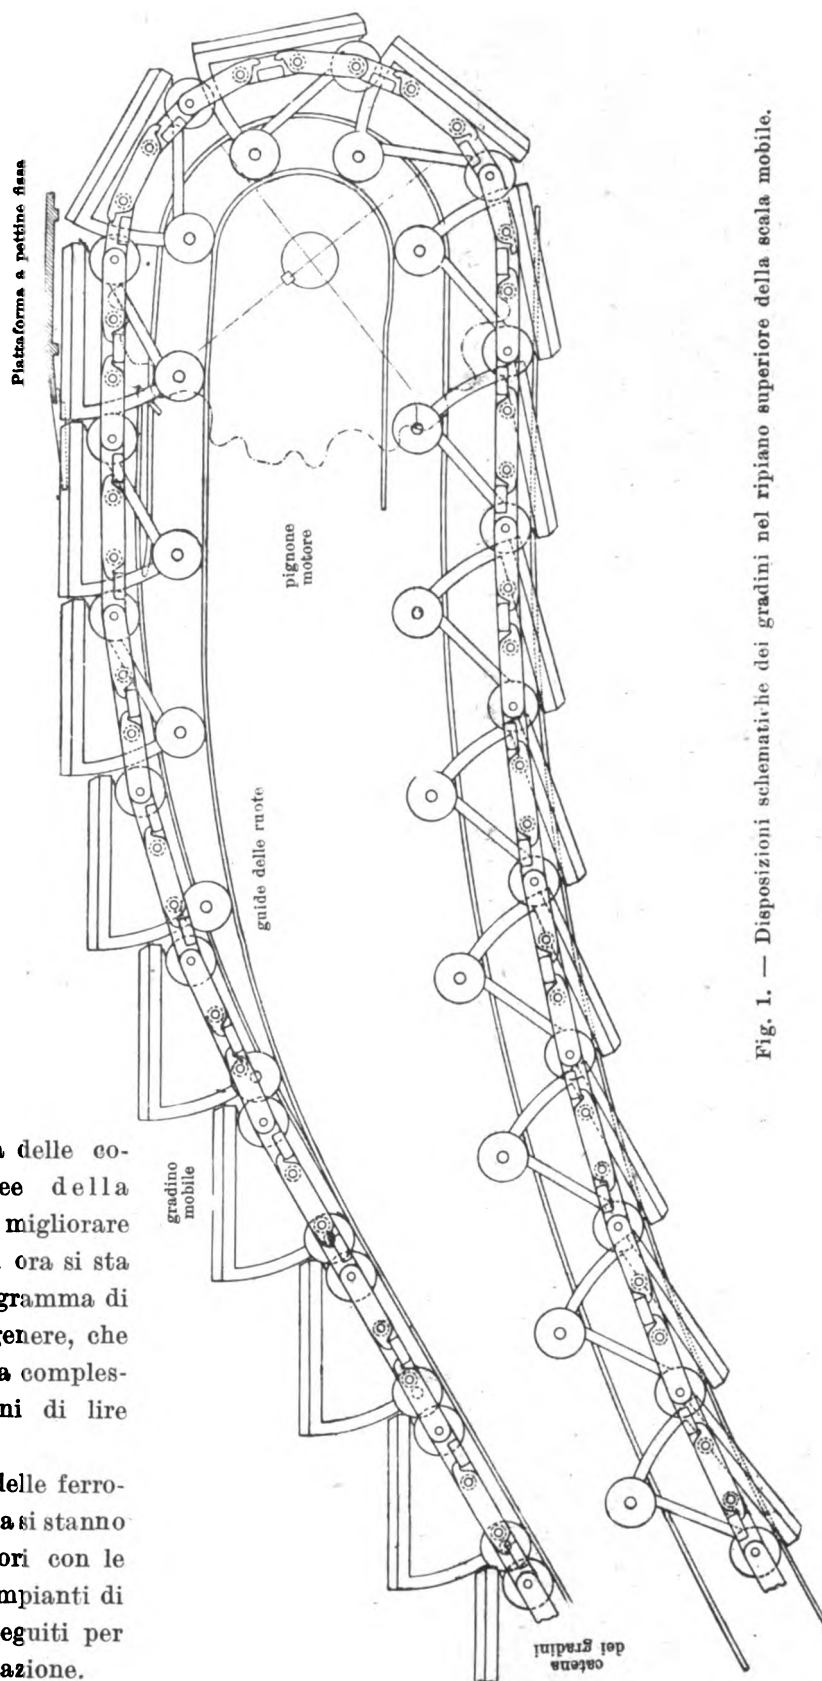 Piattaforma a pettine fissa
pignone
motore
guide delle ruote
gradino
mobile
catena
dei gradini
Fig. 1. — Disposizioni schematiche dei gradini nel ripiano superiore della scala mobile.
delle co-
ee della
migliorare
ora si sta
gramma di
genere, che
a comples-
ni di lire
delle ferro-
a si stanno
ori con le
mpianti di
eguiti per
azione.